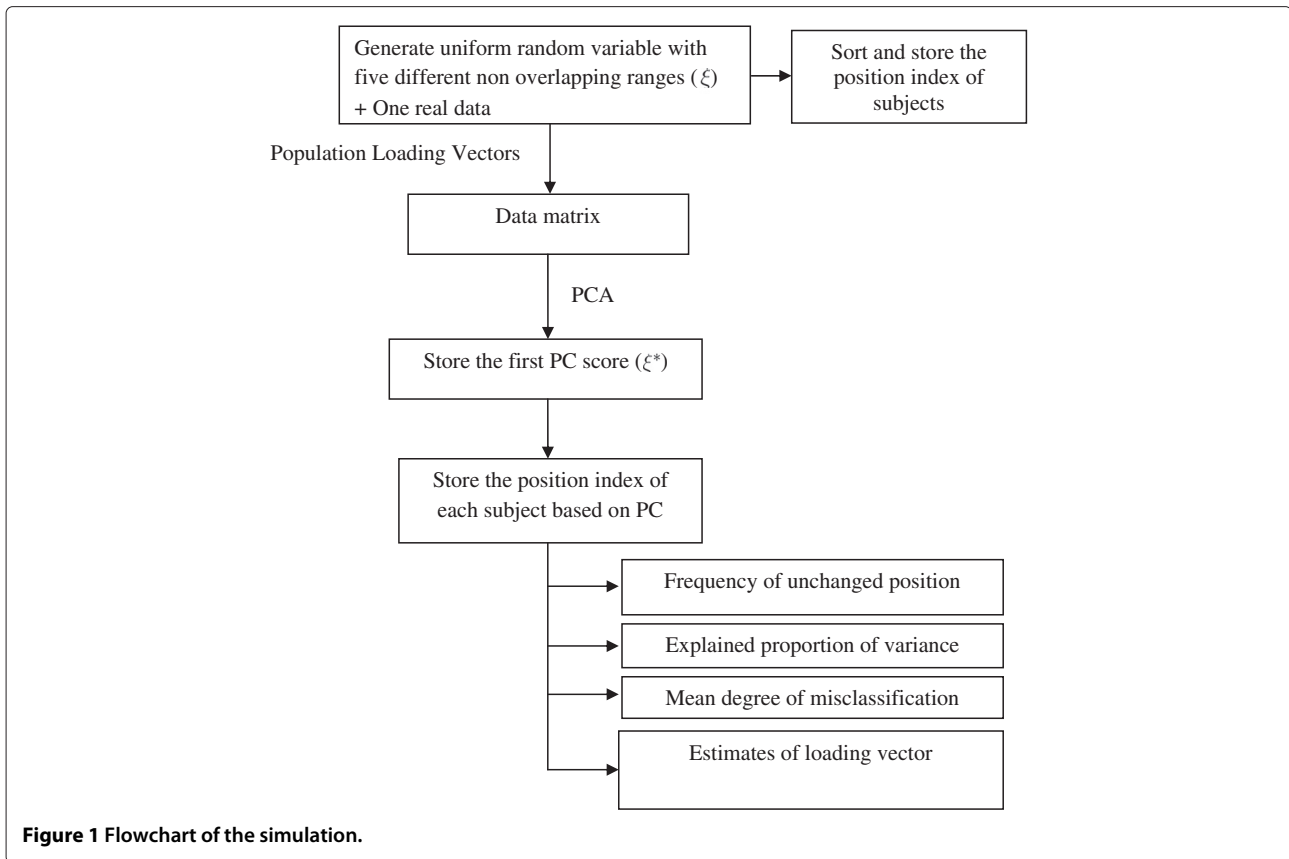 Generate uniform random variable with
five different non overlapping ranges (ξ)
+ One real data
Sort and store the
position index of
subjects
Population Loading Vectors
Data matrix
PCA
Store the first PC score (ξ*)
Store the position index of
each subject based on PC
Frequency of unchanged position
Explained proportion of variance
Mean degree of misclassification
Estimates of loading vector
Figure 1 Flowchart of the simulation.